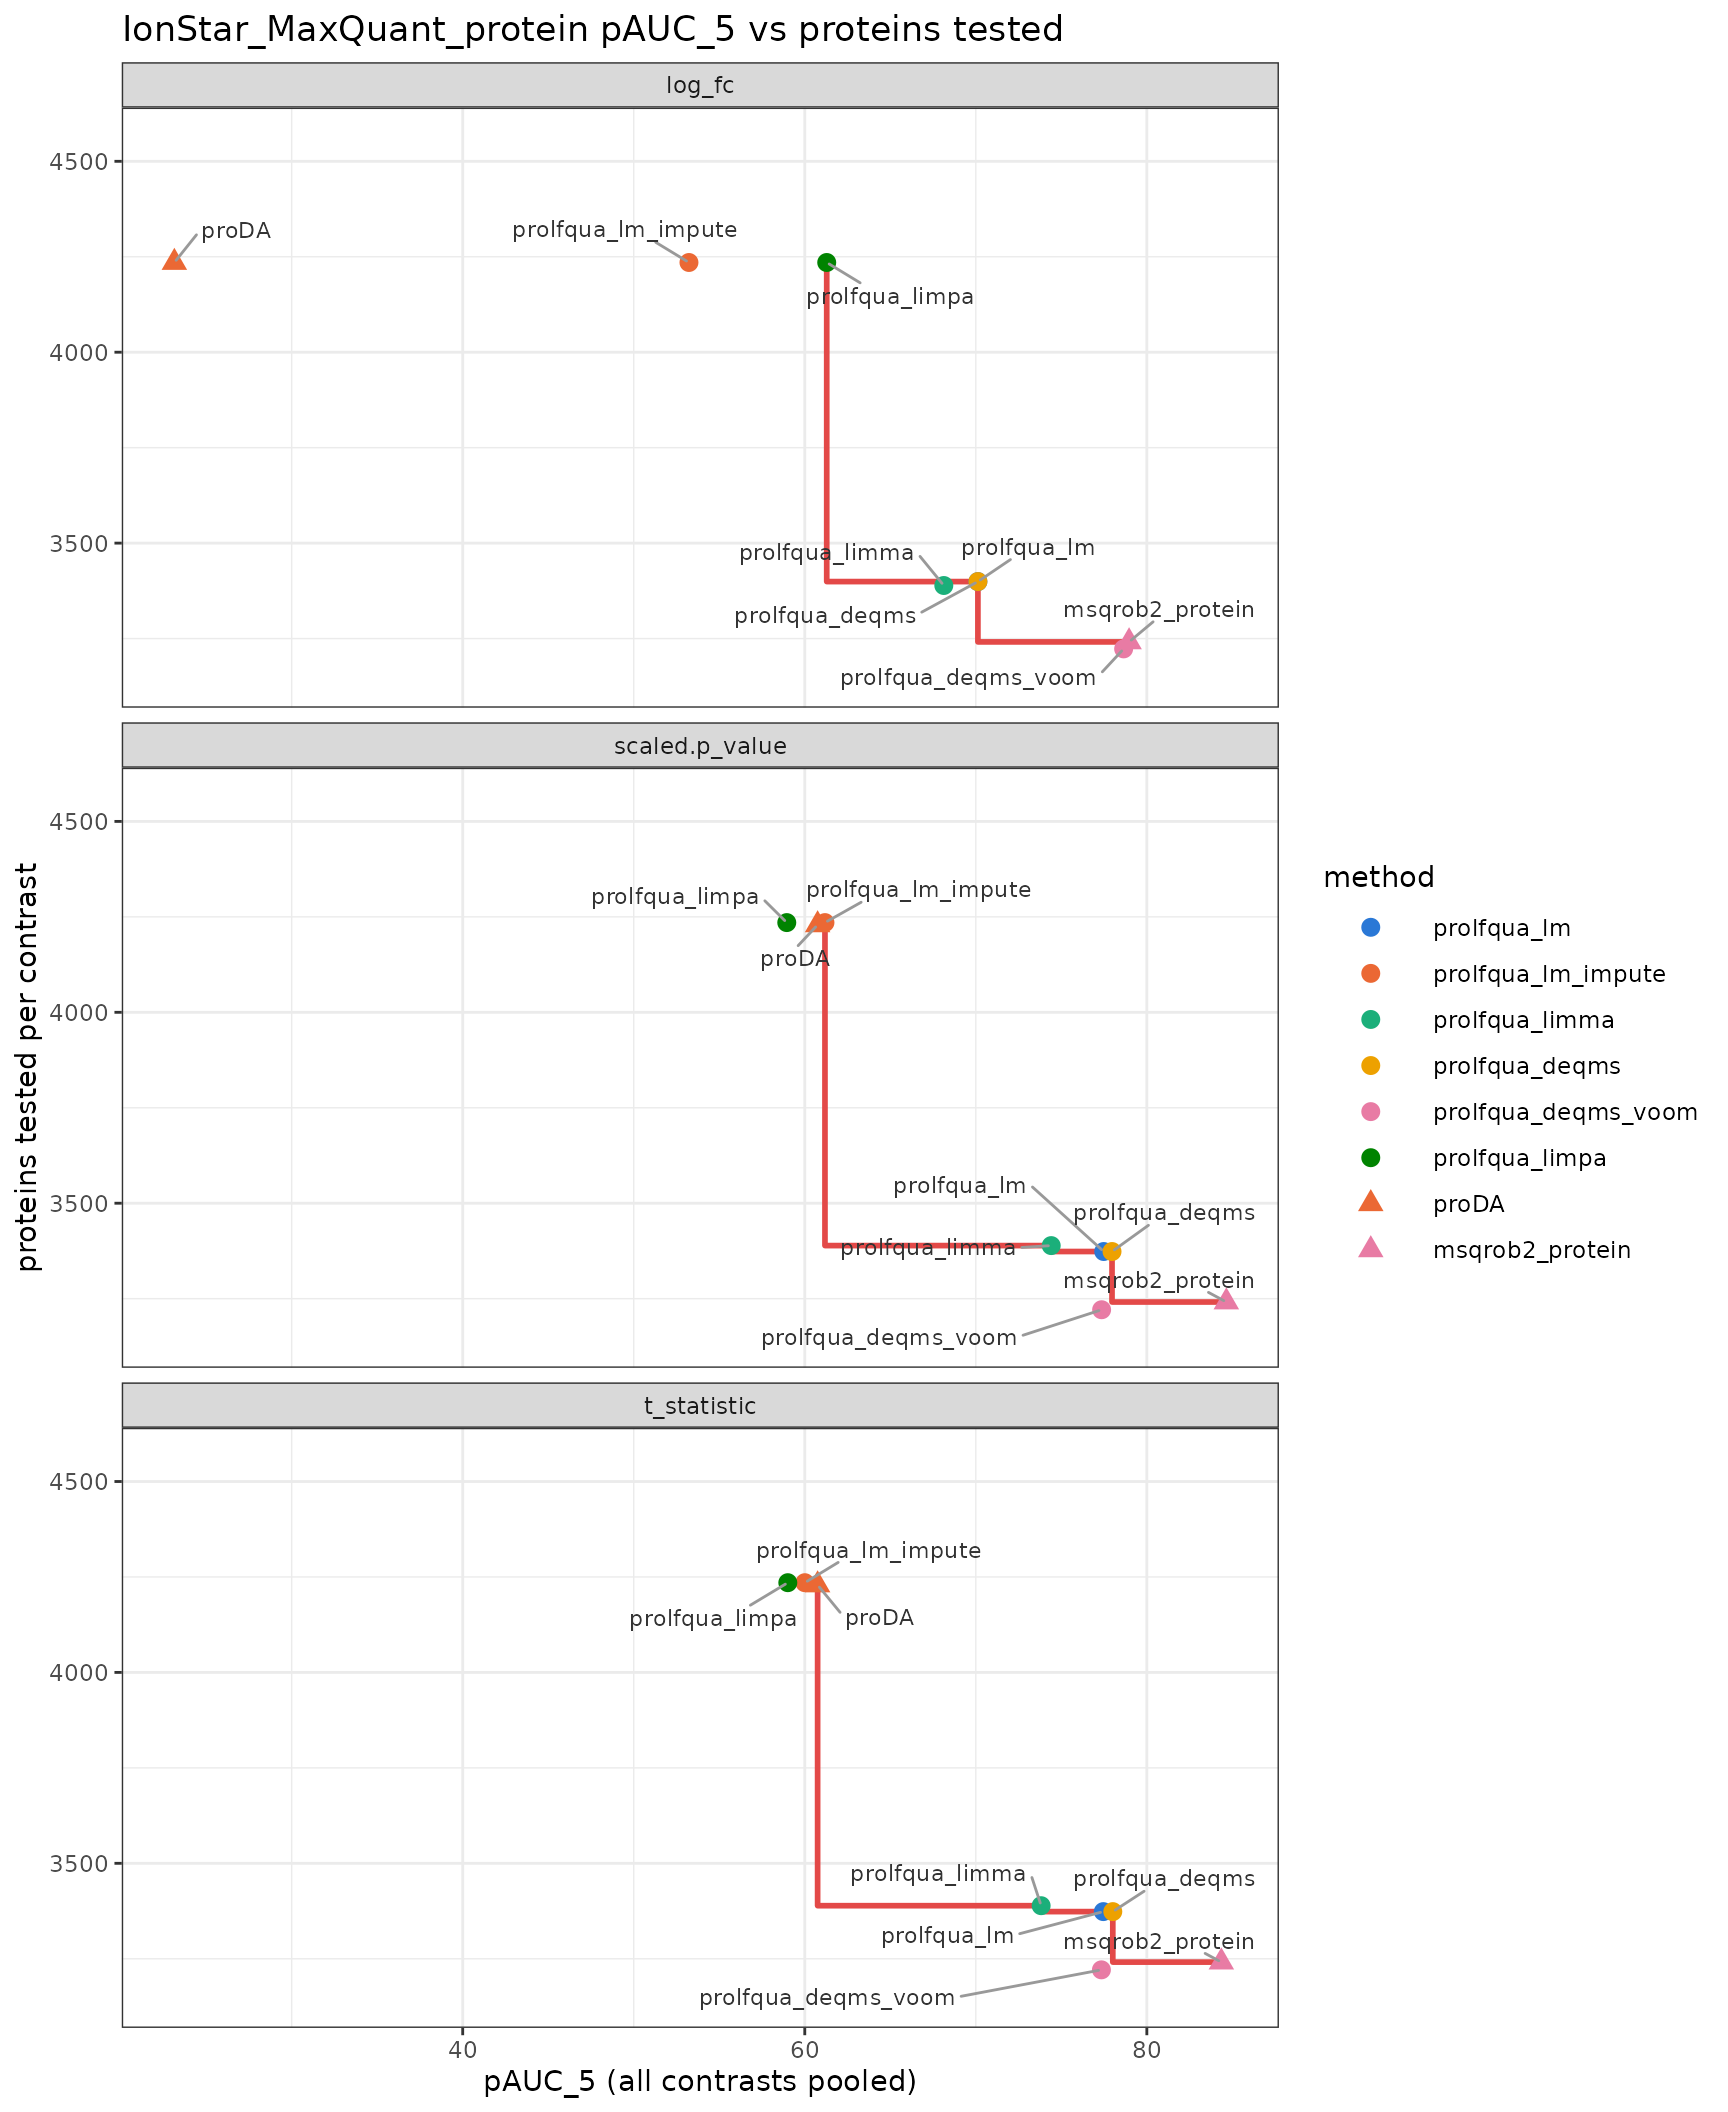 IonStar_MaxQuant_protein pAUC_5 vs proteins tested
log_fc
4500
4000
3500
proDA
prolfqua_lm_impute
prolfqua_limpa
prolfqua_limma
prolfqua_lm
prolfqua_deqms
msqrob2_protein
prolfqua_deqms_voom
scaled.p_value
4500
4000
3500
prolfqua_limpa
prolfqua_lm_impute
proDA
prolfqua_lm
prolfqua_deqms
prolfqua_limma
msqrob2_protein
prolfqua_deqms_voom
t_statistic
4500
4000
3500
prolfqua_lm_impute
prolfqua_limpa
proDA
prolfqua_limma
prolfqua_deqms
prolfqua_lm
msqrob2_protein
prolfqua_deqms_voom
40
60
80
pAUC_5 (all contrasts pooled)
proteins tested per contrast
method
prolfqua_lm
prolfqua_lm_impute
prolfqua_limma
prolfqua_deqms
prolfqua_deqms_voom
prolfqua_limpa
proDA
msqrob2_protein